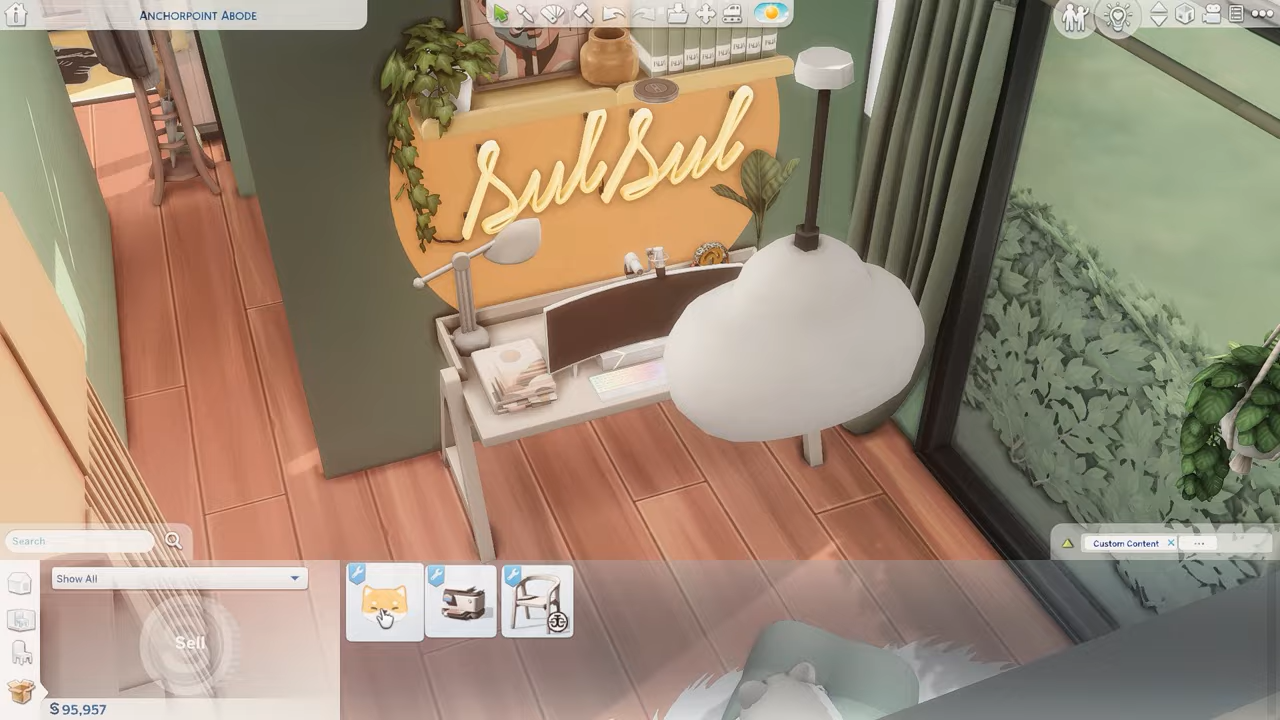 Anchorpoint Abode
SulSul
Search
Custom Content
Show All
Sell
§95,957